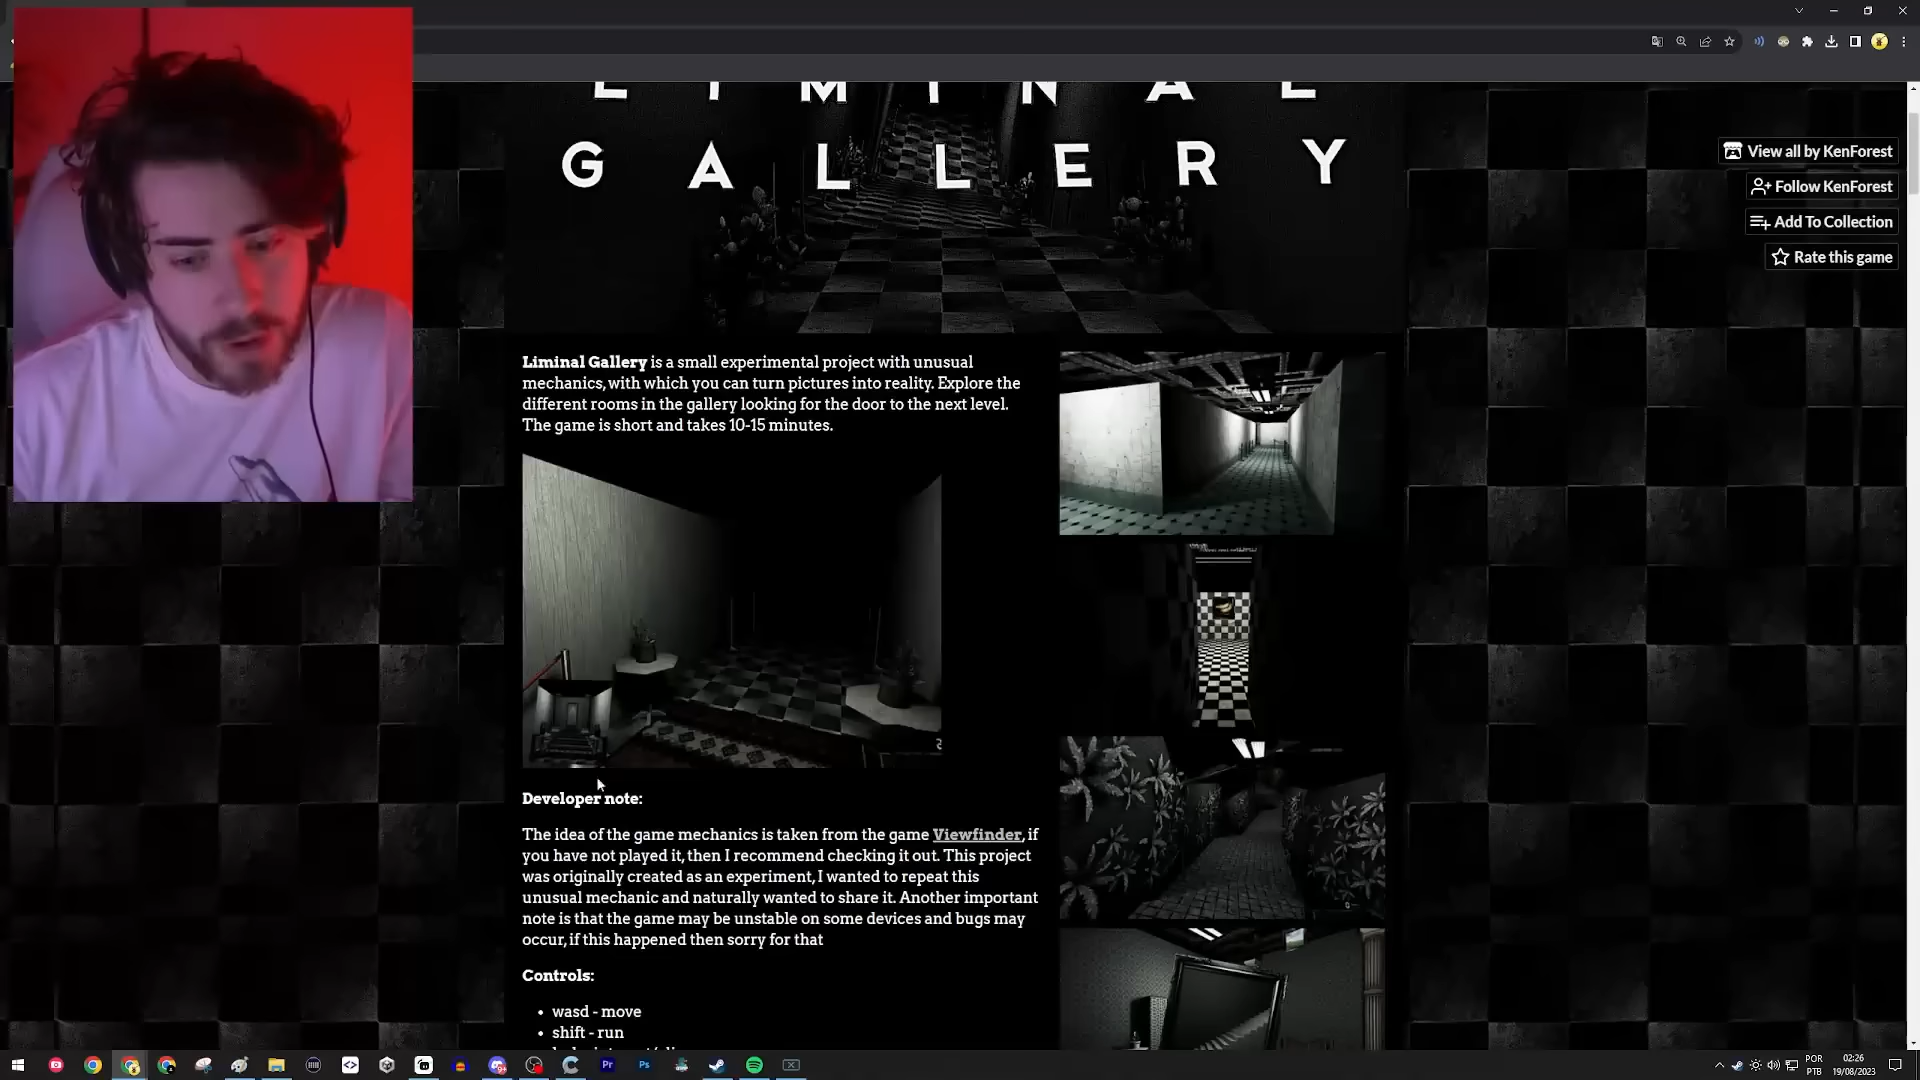 LIMINAL
GALLERY
View all by KenForest
Follow KenForest
Add To Collection
Rate this game
Liminal Gallery is a small experimental project with unusual
mechanics, with which you can turn pictures into reality. Explore the
different rooms in the gallery looking for the door to the next level.
The game is short and takes 10-15 minutes.
Developer note:
The idea of the game mechanics is taken from the game Viewfinder, if
you have not played it, then I recommend checking it out. This project
was originally created as an experiment, I wanted to repeat this
unusual mechanic and naturally wanted to share it. Another important
note is that the game may be unstable on some devices and bugs may
occur, if this happened then sorry for that
Controls:
• wasd - move
• shift - run
Pr
Ps
POR
PTB
02:26
19/08/2023